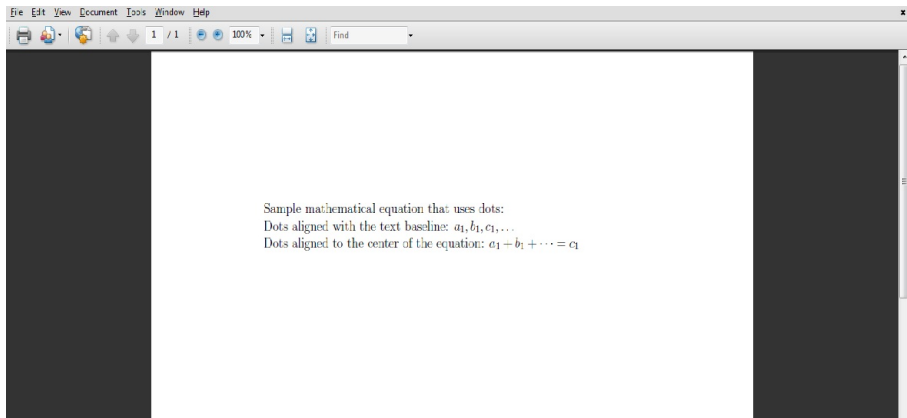 File Edit View Document Tools Window Help
x
1 / 1 100% Find
Sample mathematical equation that uses dots:
Dots aligned with the text baseline: a₁, b₁, c₁, …
Dots aligned to the center of the equation: a₁ + b₁ + ⋯ = c₁